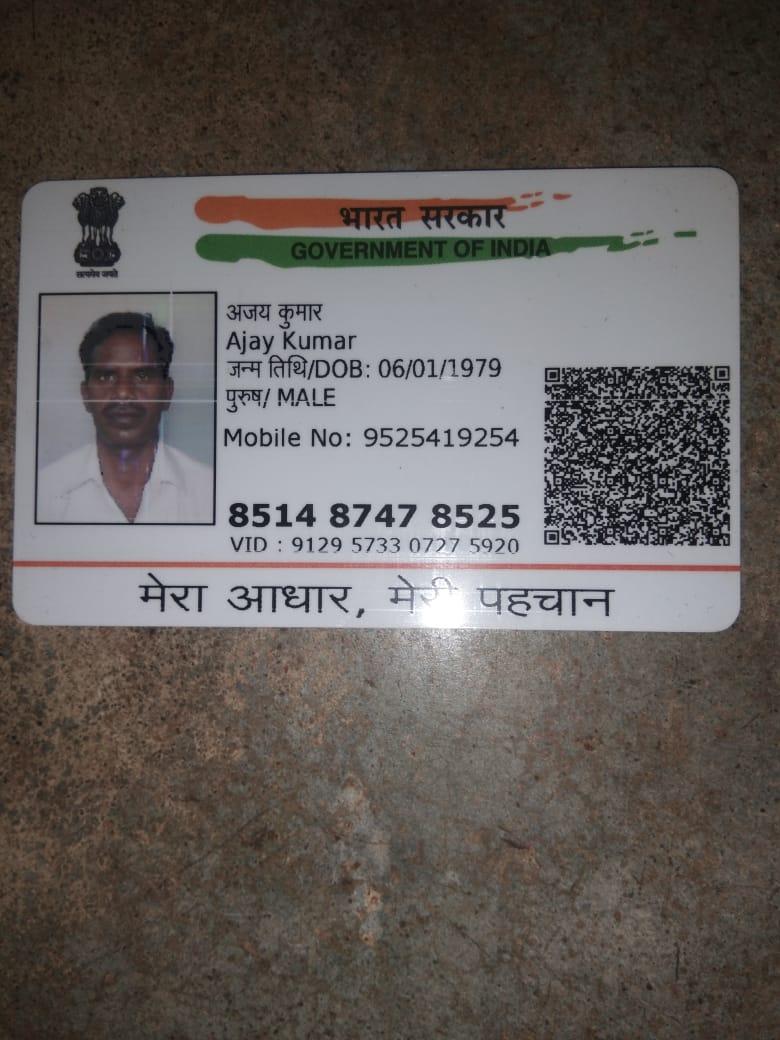 भारत सरकार
GOVERNMENT OF INDIA
सत्यमेव जयते
अजय कुमार
Ajay Kumar
जन्म तिथि/DOB: 06/01/1979
पुरुष/ MALE
Mobile No: 9525419254
8514 8747 8525
VID : 9129 5733 0727 5920
मेरा आधार, मेरी पहचान